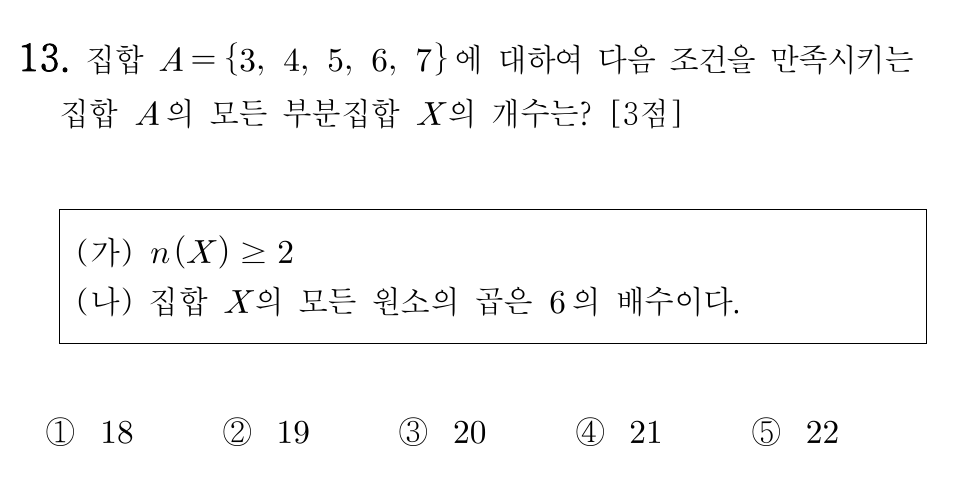 13. 집합 A={3, 4, 5, 6, 7}에 대하여 다음 조건을 만족시키는
집합 A의 모든 부분집합 X의 개수는? [3점]
(가) n(X) ≥ 2
(나) 집합 X의 모든 원소의 곱은 6의 배수이다.
① 18 ② 19 ③ 20 ④ 21 ⑤ 22